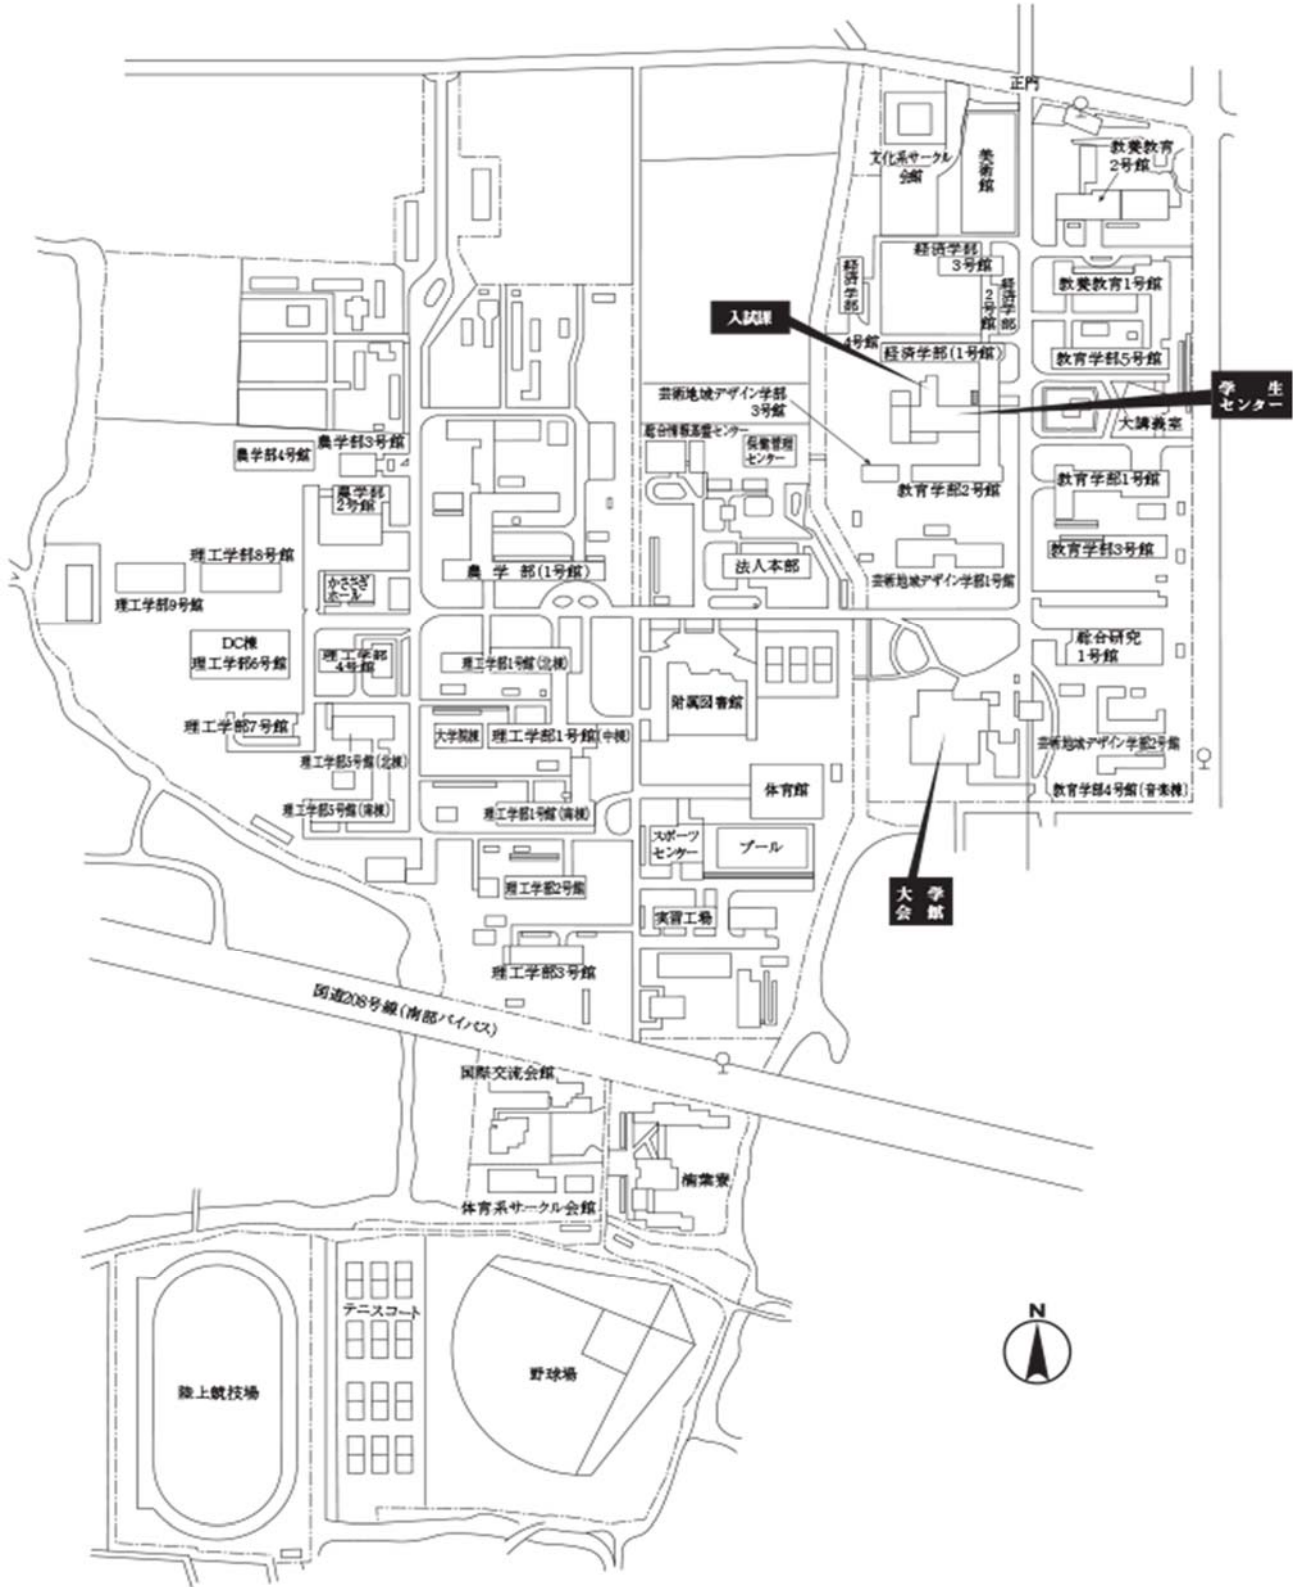 正門
教養教育
2号館
文化系サークル
会館
美術館
経済学部
3号館
経済学部
4号館
経済学部
2号館
教養教育1号館
入試課
経済学部(1号館)
教育学部5号館
学生
センター
芸術地域デザイン学部
3号館
大講義室
総合情報基盤センター
保健管理
センター
農学部3号館
農学部4号館
教育学部1号館
教育学部2号館
農学部
2号館
教育学部3号館
理工学部8号館
農学部(1号館)
法人本部
芸術地域デザイン学部1号館
かささぎ
ホール
理工学部9号館
DC棟
理工学部6号館
理工学部
4号館
理工学部1号館(北棟)
総合研究
1号館
附属図書館
理工学部7号館
大学院棟
理工学部1号館(中棟)
芸術地域デザイン学部2号館
理工学部5号館(北棟)
体育館
教育学部4号館(音楽棟)
理工学部5号館(南棟)
理工学部1号館(南棟)
スポーツ
センター
プール
理工学部2号館
大学
会館
実習工場
理工学部3号館
国道208号線(南部バイパス)
国際交流会館
楠葉寮
体育系サークル会館
テニスコート
N
野球場
陸上競技場